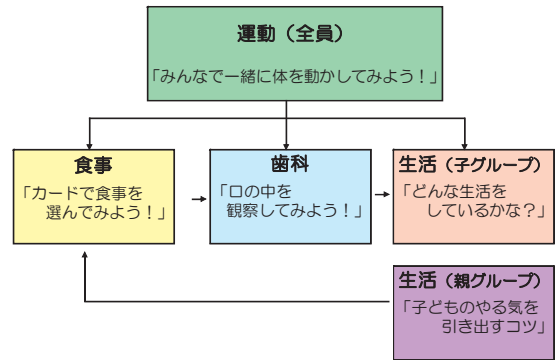 運動（全員）
「みんなで一緒に体を動かしてみよう！」
食事
「カードで食事を
選んでみよう！」
歯科
「口の中を
観察してみよう！」
生活（子グループ）
「どんな生活を
しているかな？」
生活（親グループ）
「子どものやる気を
引き出すコツ」